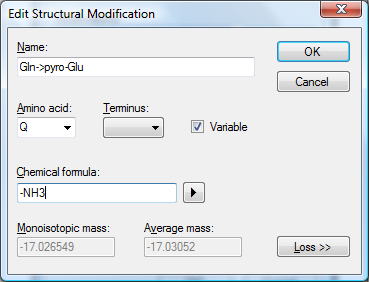 Edit Structural Modification
Name:
Gln->pyro-Glu
OK
Cancel
Amino acid: Terminus:
Q
Variable
Chemical formula:
-NH3
Monoisotopic mass: Average mass:
-17.026549 -17.03052
Loss >>